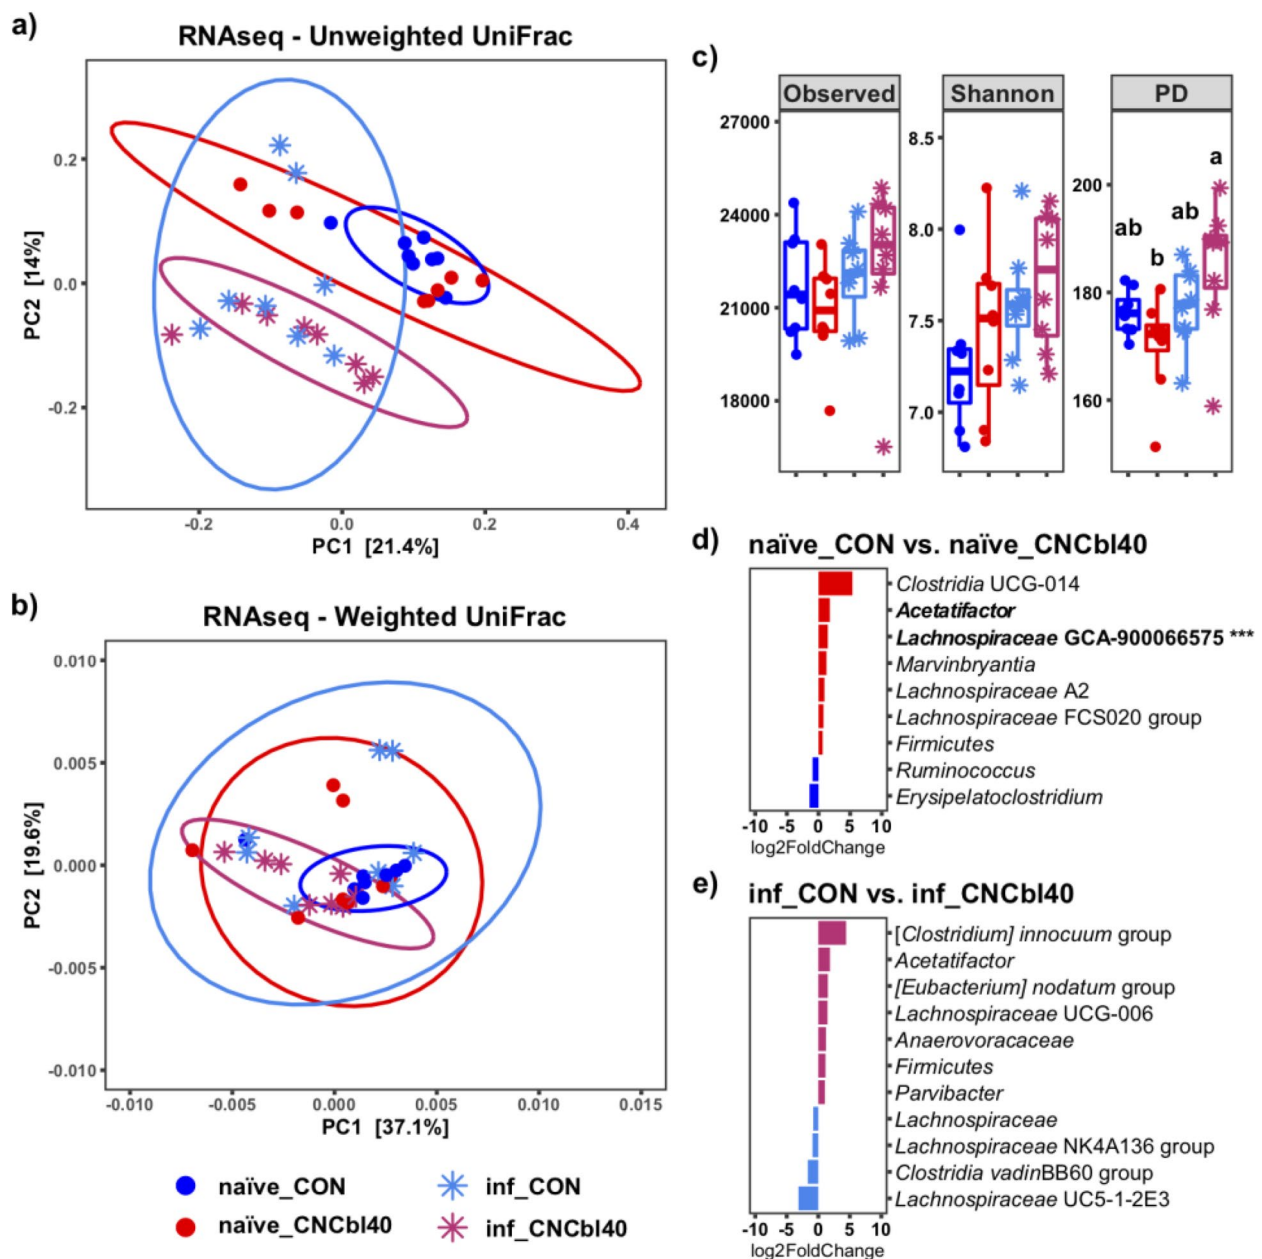 a)
RNAseq - Unweighted UniFrac
0.2
0.0
-0.2
PC2 [14%]
-0.2 0.0 0.2 0.4
PC1 [21.4%]
b)
RNAseq - Weighted UniFrac
0.010
0.005
0.000
-0.005
-0.010
PC2 [19.6%]
-0.010 -0.005 0.000 0.005 0.010 0.015
PC1 [37.1%]
naïve_CON
inf_CON
naïve_CNCbl40
inf_CNCbl40
c)
Observed
27000
24000
21000
18000
Shannon
8.5
8.0
7.5
7.0
PD
200
180
160
ab
b
ab
a
d)
naïve_CON vs. naïve_CNCbl40
Clostridia UCG-014
Acetatifactor
Lachnospiraceae GCA-900066575 ***
Marvinbryantia
Lachnospiraceae A2
Lachnospiraceae FCS020 group
Firmicutes
Ruminococcus
Erysipelatoclostridium
-10 -5 0 5 10
log2FoldChange
e)
inf_CON vs. inf_CNCbl40
[Clostridium] innocuum group
Acetatifactor
[Eubacterium] nodatum group
Lachnospiraceae UCG-006
Anaerovoracaceae
Firmicutes
Parvibacter
Lachnospiraceae
Lachnospiraceae NK4A136 group
Clostridia vadinBB60 group
Lachnospiraceae UC5-1-2E3
-10 -5 0 5 10
log2FoldChange